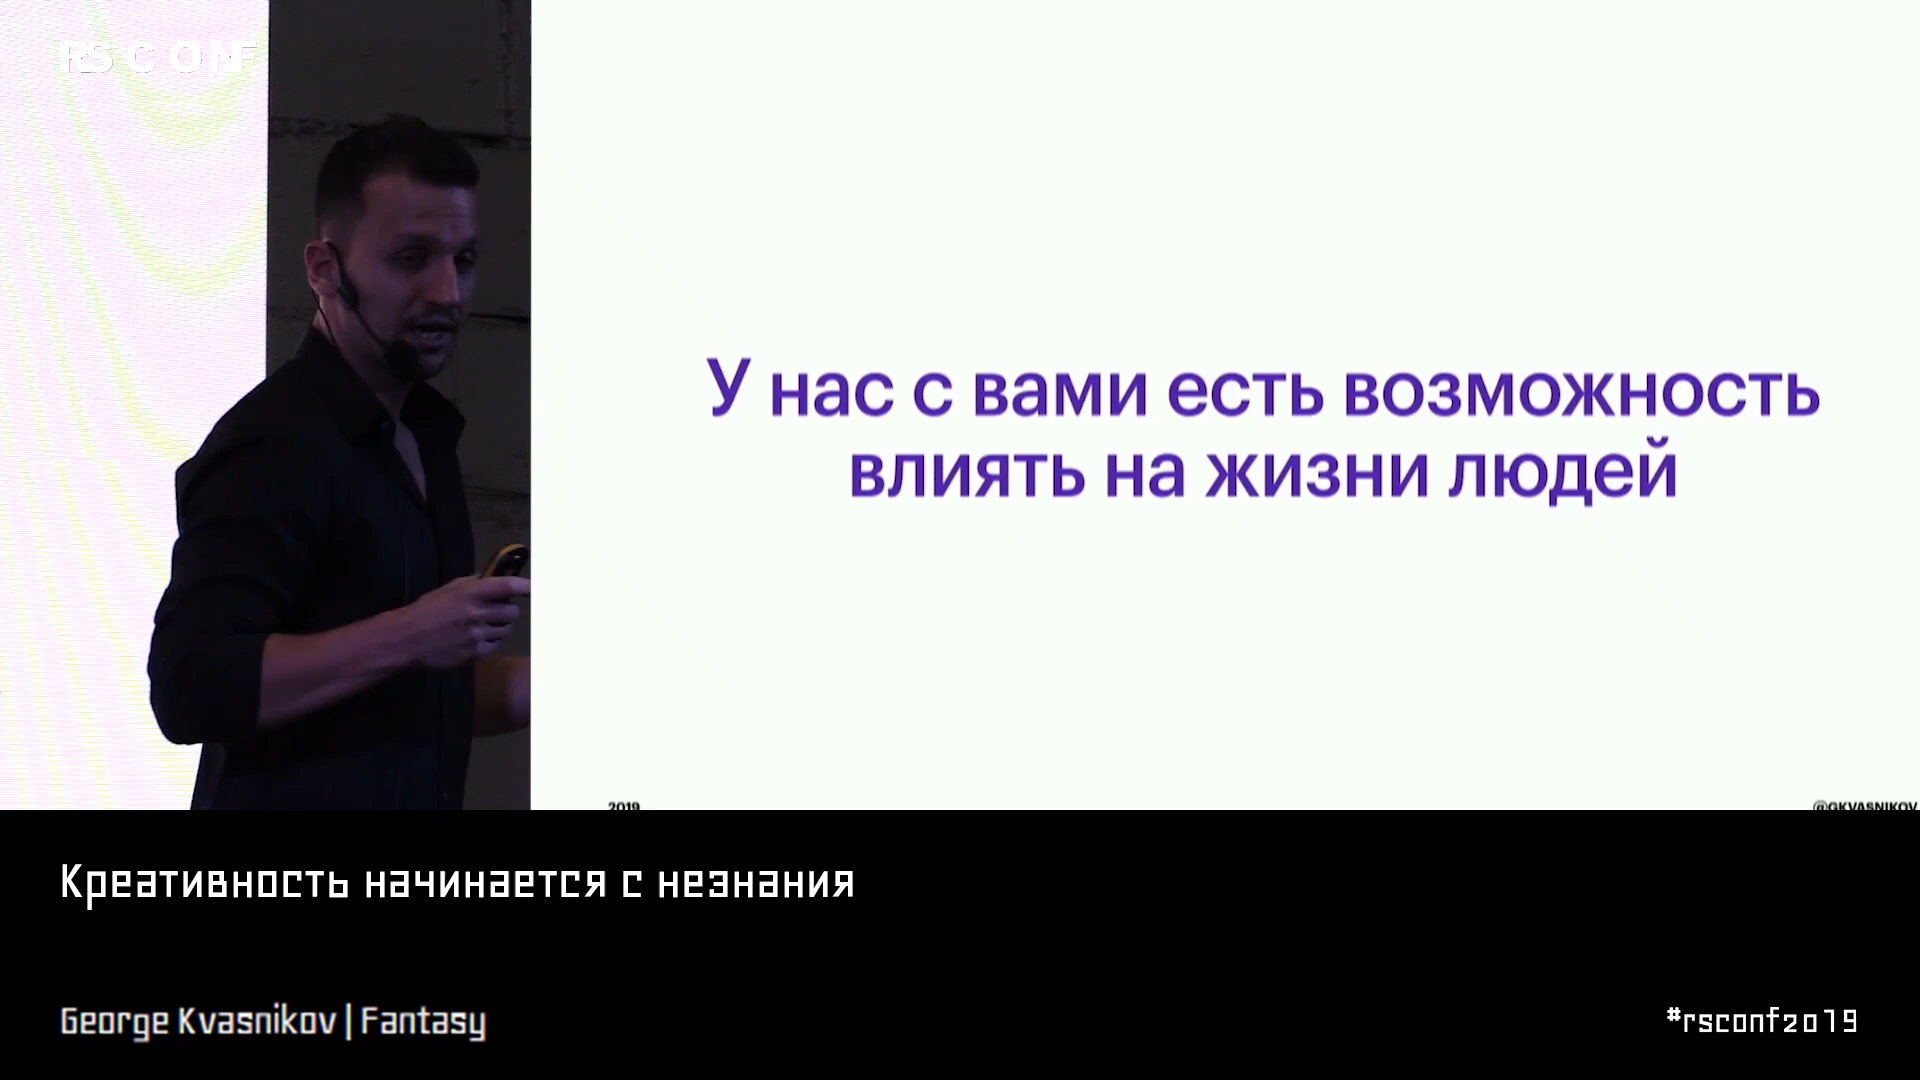 RS CONF
У нас с вами есть возможность
влиять на жизни людей
2019
@GKVASNIKOV
Креативность начинается с незнания
George Kvasnikov | Fantasy
#rsconf2019